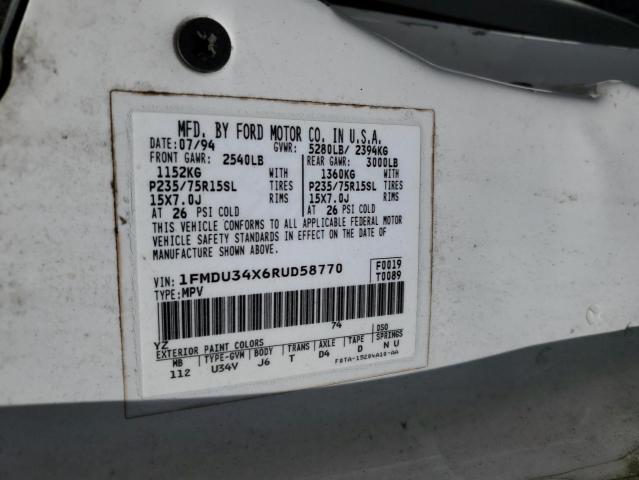 MFD. BY FORD MOTOR CO. IN U.S.A.
DATE: 07/94 GVWR: 5280LB/ 2394KG
FRONT GAWR: 2540LB REAR GAWR: 3000LB
1152KG WITH 1360KG WITH
P235/75R15SL TIRES P235/75R15SL TIRES
15X7.0J RIMS 15X7.0J RIMS
AT 26 PSI COLD AT 26 PSI COLD
THIS VEHICLE CONFORMS TO ALL APPLICABLE FEDERAL MOTOR
VEHICLE SAFETY STANDARDS IN EFFECT ON THE DATE OF
MANUFACTURE SHOWN ABOVE.
VIN: 1FMDU34X6RUD58770 F0019
TYPE: MPV T0089
74
YZ DSO
EXTERIOR PAINT COLORS
MB TYPE-GVM BODY TRANS AXLE TAPE SPRINGS
112 U34V J6 T D4 D N U
F0TA-15204A10-AA